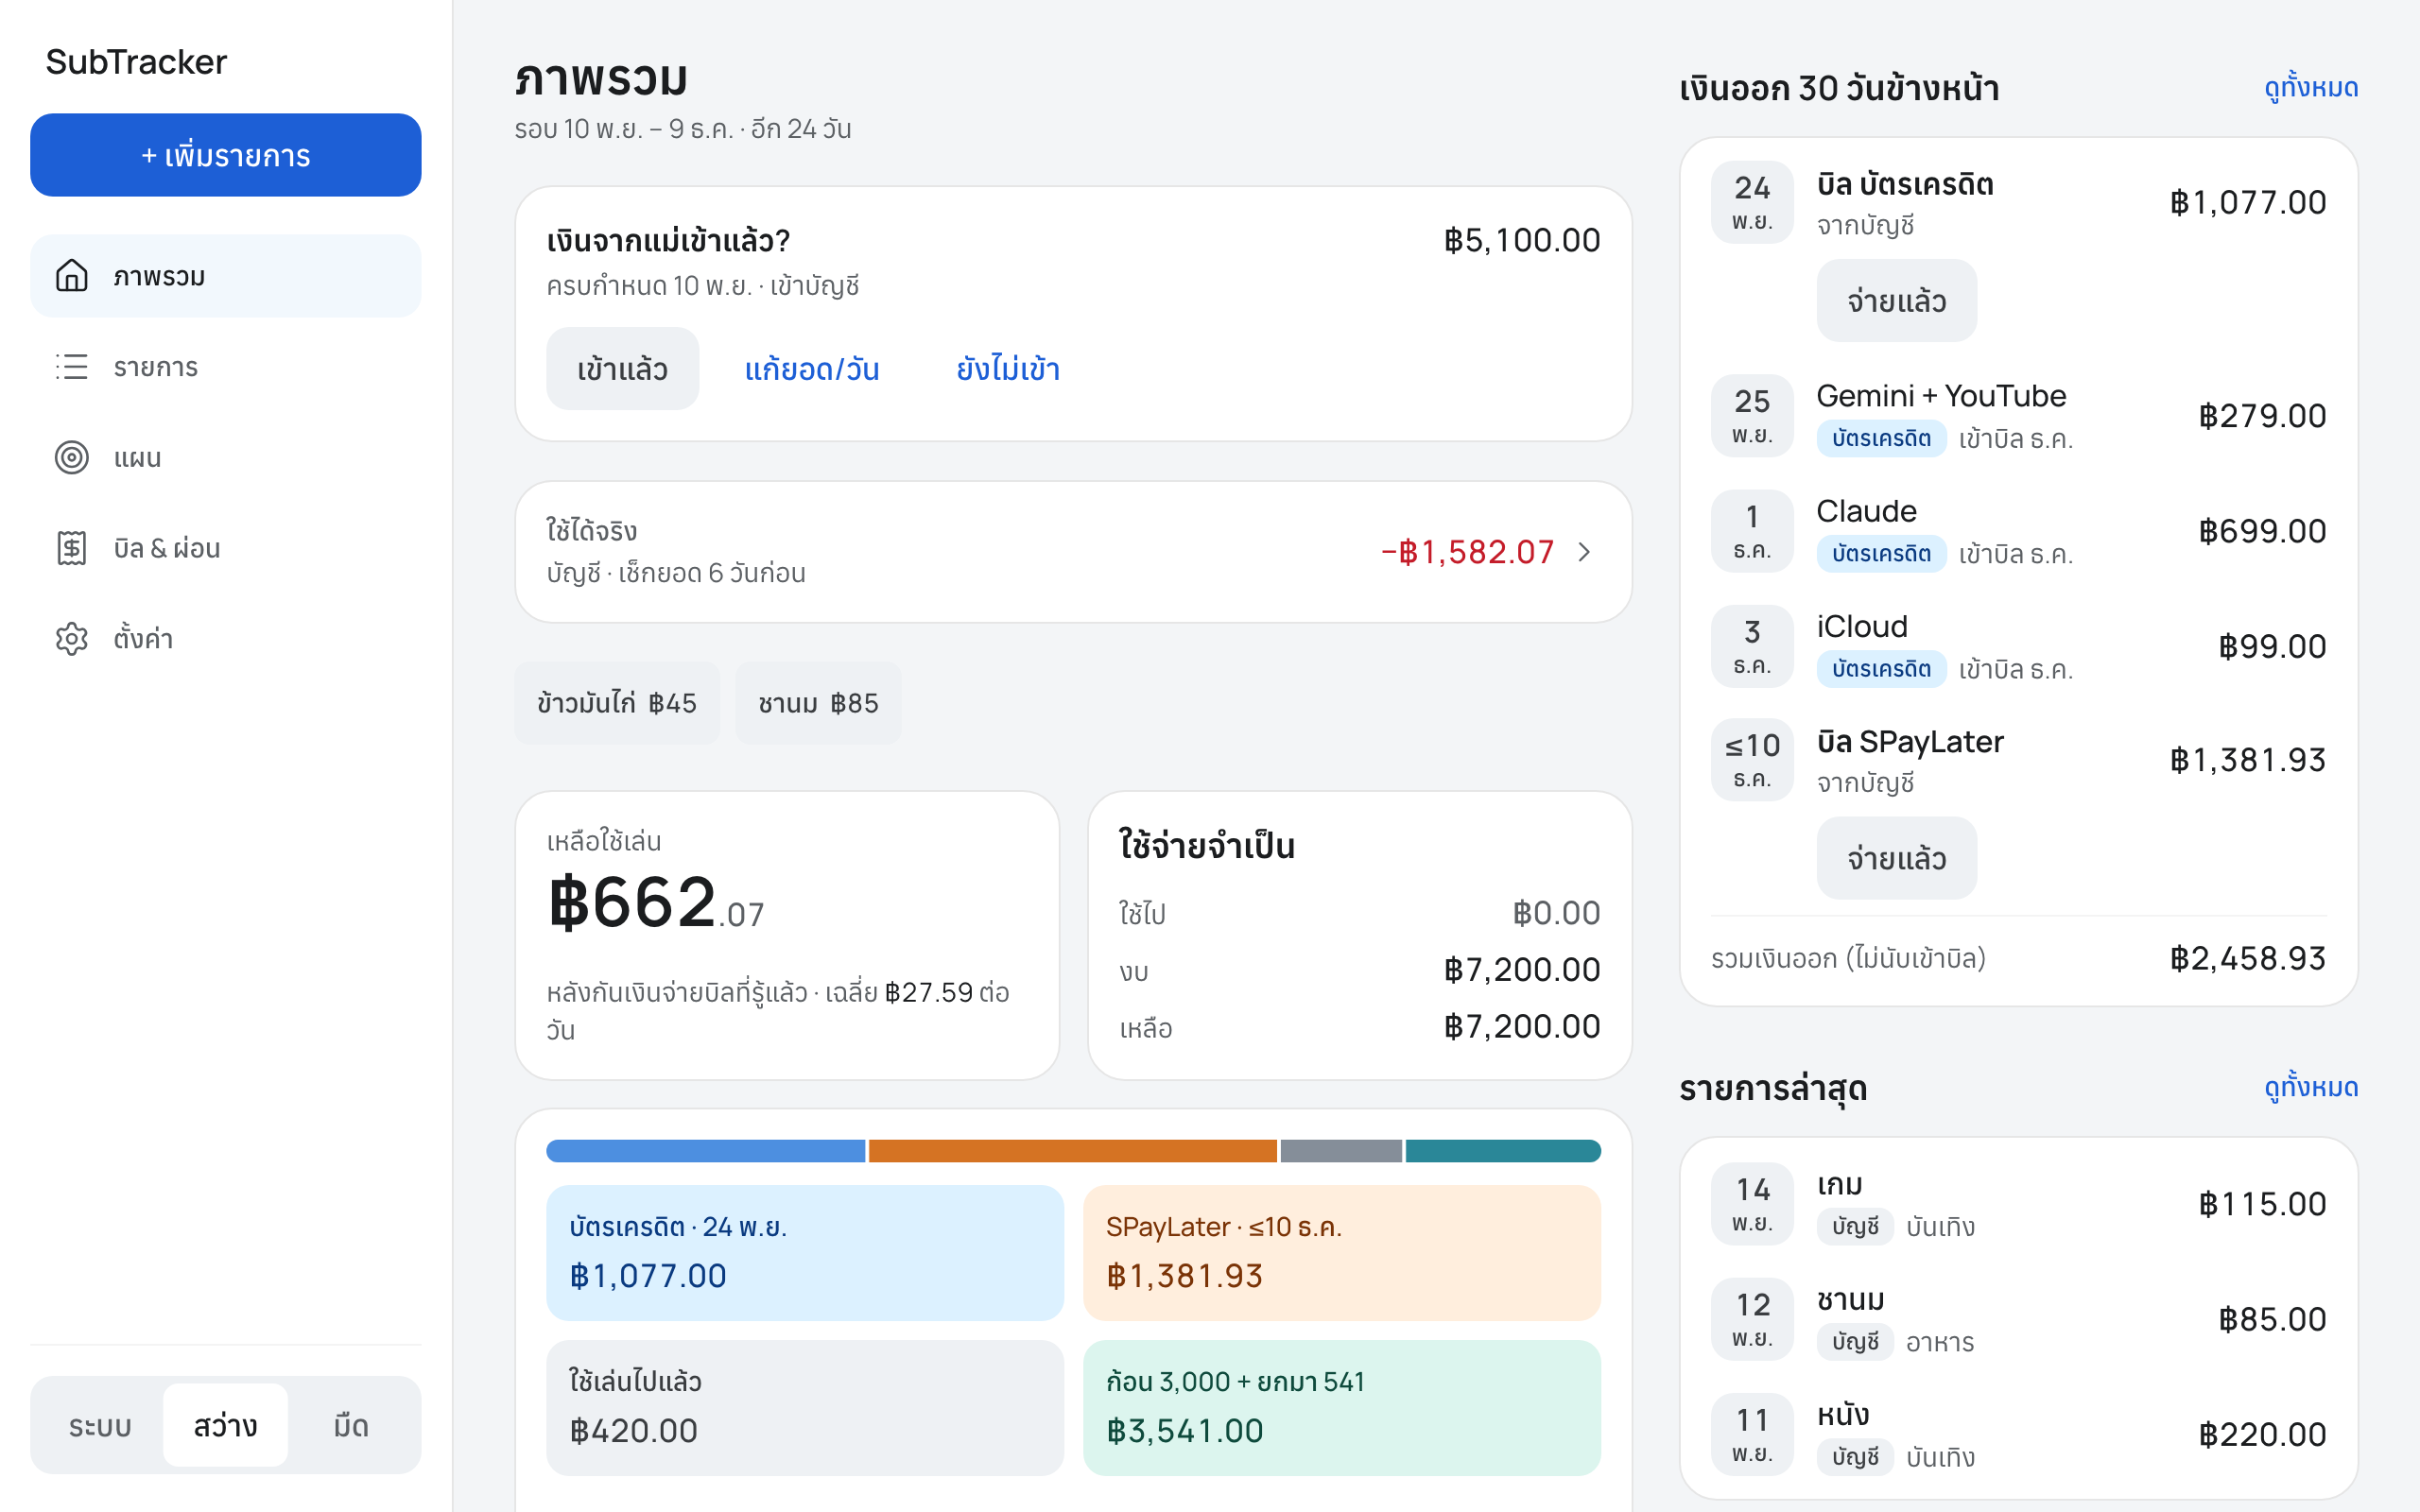 SubTracker
+ เพิ่มรายการ
ภาพรวม
รายการ
แผน
บิล & ผ่อน
ตั้งค่า
ระบบ สว่าง มืด
ภาพรวม
รอบ 10 พ.ย. – 9 ธ.ค. · อีก 24 วัน
เงินจากแม่เข้าแล้ว? ฿5,100.00
ครบกำหนด 10 พ.ย. · เข้าบัญชี
เข้าแล้ว แก้ยอด/วัน ยังไม่เข้า
ใช้ได้จริง
−฿1,582.07
บัญชี · เช็กยอด 6 วันก่อน
ข้าวมันไก่ ฿45 ชานม ฿85
เหลือใช้เล่น
฿662.07
หลังกันเงินจ่ายบิลที่รู้แล้ว · เฉลี่ย ฿27.59 ต่อ
วัน
ใช้จ่ายจำเป็น
ใช้ไป ฿0.00
งบ ฿7,200.00
เหลือ ฿7,200.00
บัตรเครดิต · 24 พ.ย.
฿1,077.00
SPayLater · ≤10 ธ.ค.
฿1,381.93
ใช้เล่นไปแล้ว
฿420.00
ก้อน 3,000 + ยกมา 541
฿3,541.00
เงินออก 30 วันข้างหน้า ดูทั้งหมด
24 พ.ย.
บิล บัตรเครดิต ฿1,077.00
จากบัญชี
จ่ายแล้ว
25 พ.ย.
Gemini + YouTube ฿279.00
บัตรเครดิต เข้าบิล ธ.ค.
1 ธ.ค.
Claude ฿699.00
บัตรเครดิต เข้าบิล ธ.ค.
3 ธ.ค.
iCloud ฿99.00
บัตรเครดิต เข้าบิล ธ.ค.
≤10 ธ.ค.
บิล SPayLater ฿1,381.93
จากบัญชี
จ่ายแล้ว
รวมเงินออก (ไม่นับเข้าบิล) ฿2,458.93
รายการล่าสุด ดูทั้งหมด
14 พ.ย.
เกม ฿115.00
บัญชี บันเทิง
12 พ.ย.
ชานม ฿85.00
บัญชี อาหาร
11 พ.ย.
หนัง ฿220.00
บัญชี บันเทิง